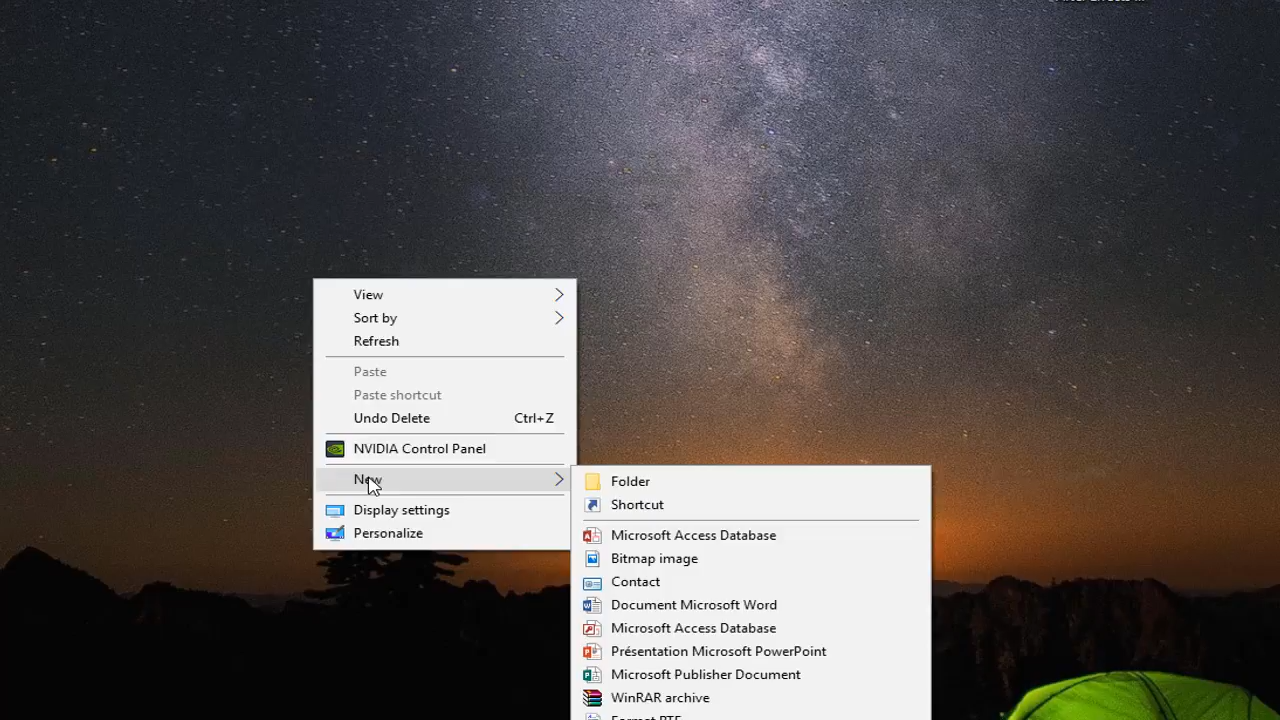 View
Sort by
Refresh
Paste
Paste shortcut
Undo Delete Ctrl+Z
NVIDIA Control Panel
New
Display settings
Personalize
Folder
Shortcut
Microsoft Access Database
Bitmap image
Contact
Document Microsoft Word
Microsoft Access Database
Présentation Microsoft PowerPoint
Microsoft Publisher Document
WinRAR archive